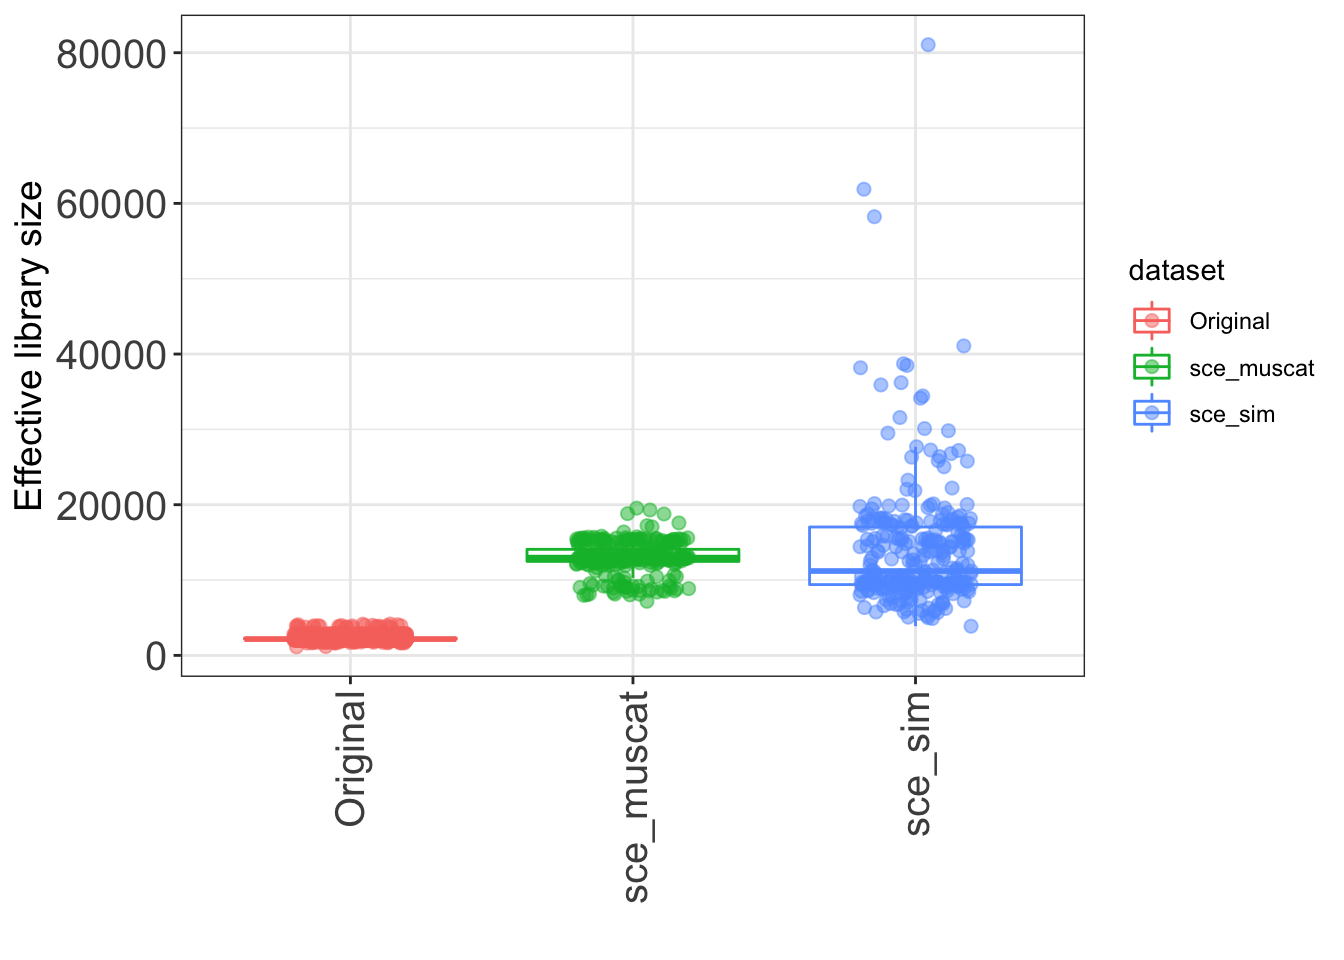 Effective library size
80000
60000
40000
20000
0
Original
sce_muscat
sce_sim
dataset
Original
sce_muscat
sce_sim